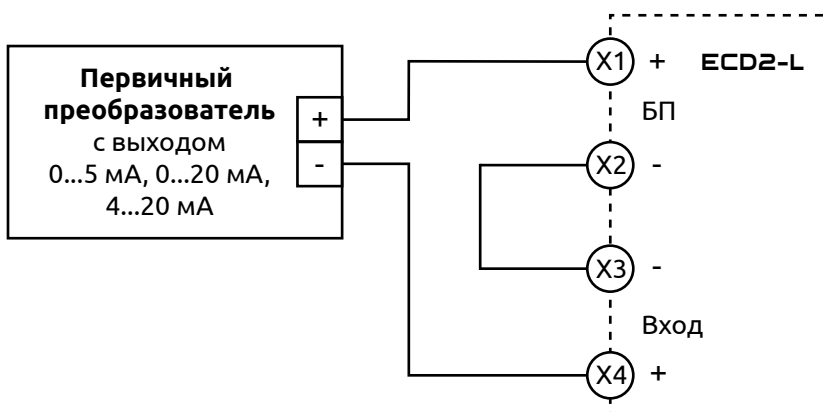 Первичный
преобразователь
с выходом
0...5 мА, 0...20 мА,
4...20 мА
+
-
X1 + ECD2-L
БП
X2 -
X3 -
Вход
X4 +